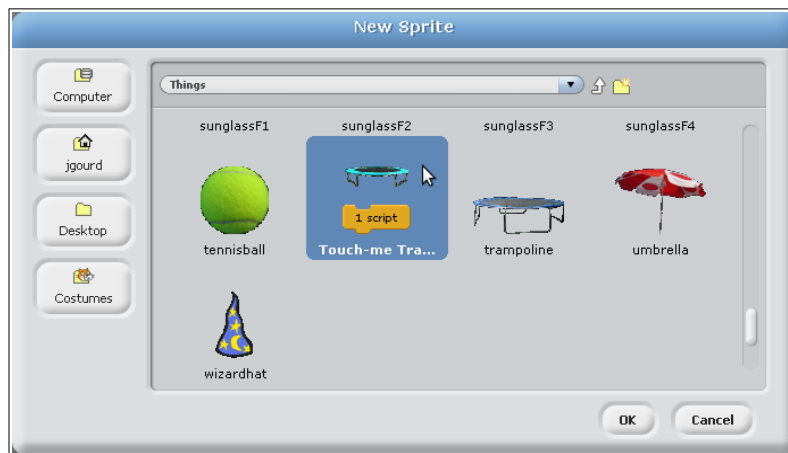 New Sprite
Computer
jgourd
Desktop
Costumes
Things
sunglassF1 sunglassF2 sunglassF3 sunglassF4
1 script
tennisball Touch-me Tra... trampoline umbrella
wizardhat
OK Cancel